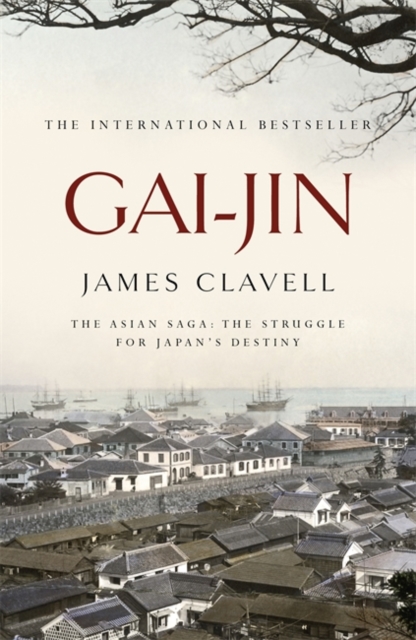 THE INTERNATIONAL BESTSELLER
GAI-JIN
JAMES CLAVELL
THE ASIAN SAGA: THE STRUGGLE
FOR JAPAN'S DESTINY